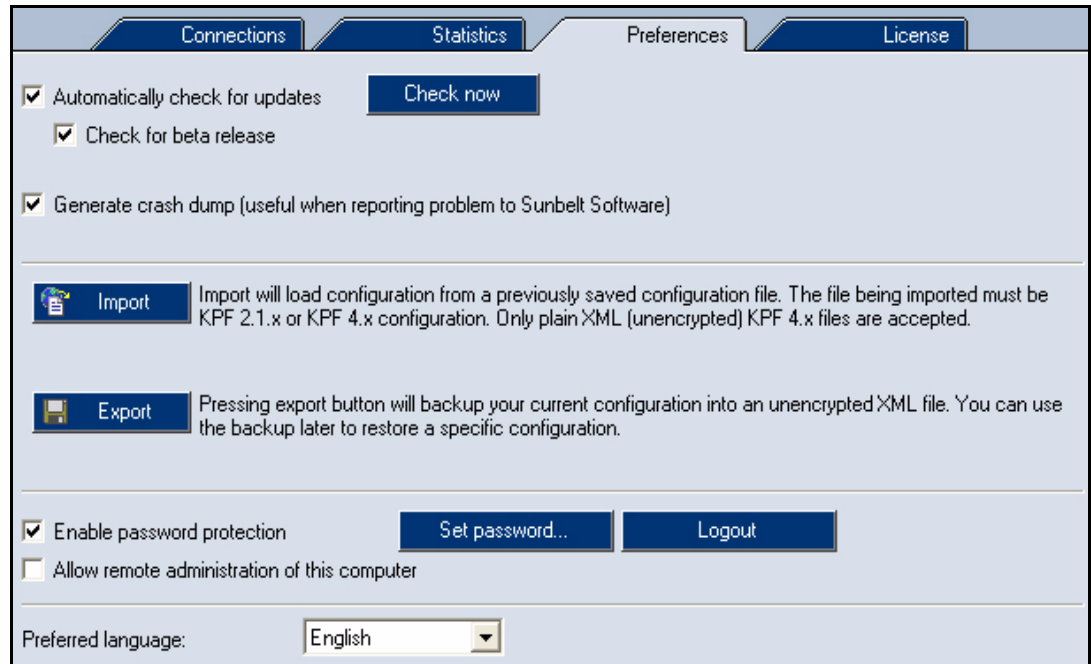 Connections Statistics Preferences License
Automatically check for updates Check now
Check for beta release
Generate crash dump (useful when reporting problem to Sunbelt Software)
Import Import will load configuration from a previously saved configuration file. The file being imported must be
KPF 2.1.x or KPF 4.x configuration. Only plain XML (unencrypted) KPF 4.x files are accepted.
Export Pressing export button will backup your current configuration into an unencrypted XML file. You can use
the backup later to restore a specific configuration.
Enable password protection Set password... Logout
Allow remote administration of this computer
Preferred language: English